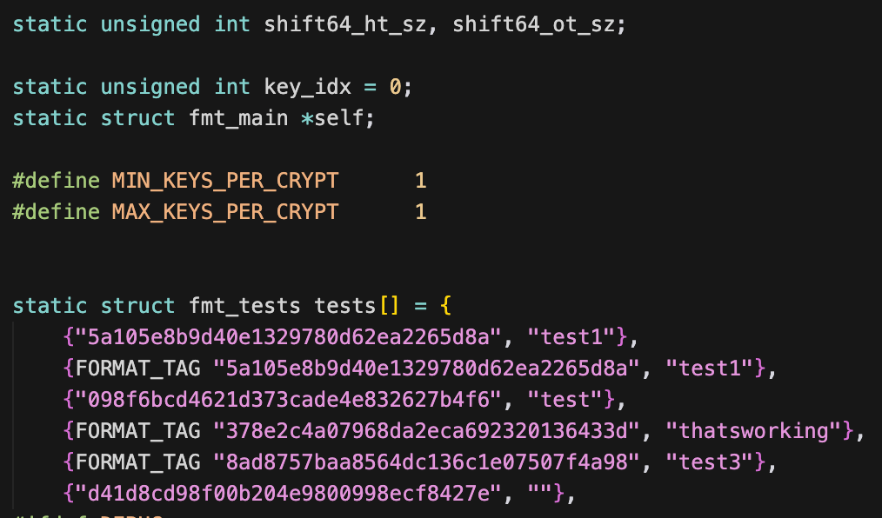 static unsigned int shift64_ht_sz, shift64_ot_sz;
static unsigned int key_idx = 0;
static struct fmt_main *self;
#define MIN_KEYS_PER_CRYPT 1
#define MAX_KEYS_PER_CRYPT 1
static struct fmt_tests tests[] = {
{"5a105e8b9d40e1329780d62ea2265d8a", "test1"},
{FORMAT_TAG "5a105e8b9d40e1329780d62ea2265d8a", "test1"},
{"098f6bcd4621d373cade4e832627b4f6", "test"},
{FORMAT_TAG "378e2c4a07968da2eca692320136433d", "thatsworking"},
{FORMAT_TAG "8ad8757baa8564dc136c1e07507f4a98", "test3"},
{"d41d8cd98f00b204e9800998ecf8427e", ""},